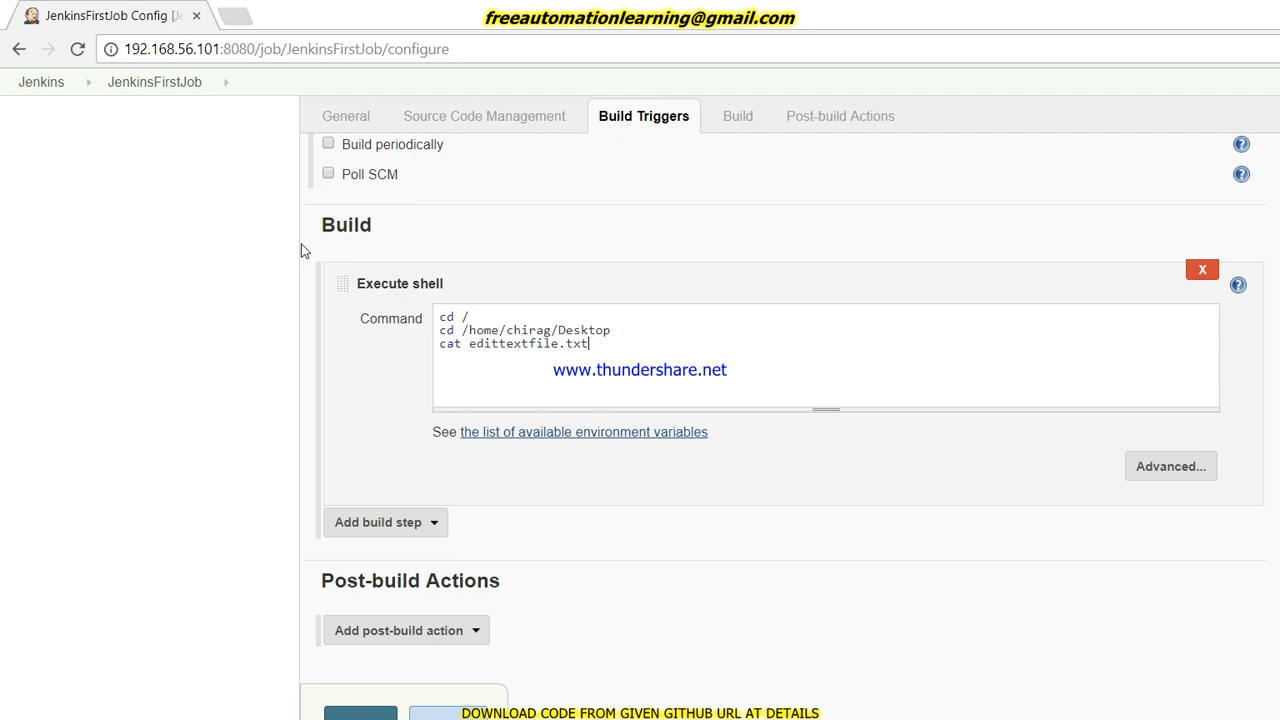 JenkinsFirstJob Config [Je
freeautomationlearning@gmail.com
192.168.56.101:8080/job/JenkinsFirstJob/configure
Jenkins JenkinsFirstJob
General Source Code Management Build Triggers Build Post-build Actions
Build periodically
Poll SCM
Build
Execute shell
X
Command
cd /
cd /home/chirag/Desktop
cat edittextfile.txt
www.thundershare.net
See the list of available environment variables
Advanced...
Add build step
Post-build Actions
Add post-build action
DOWNLOAD CODE FROM GIVEN GITHUB URL AT DETAILS